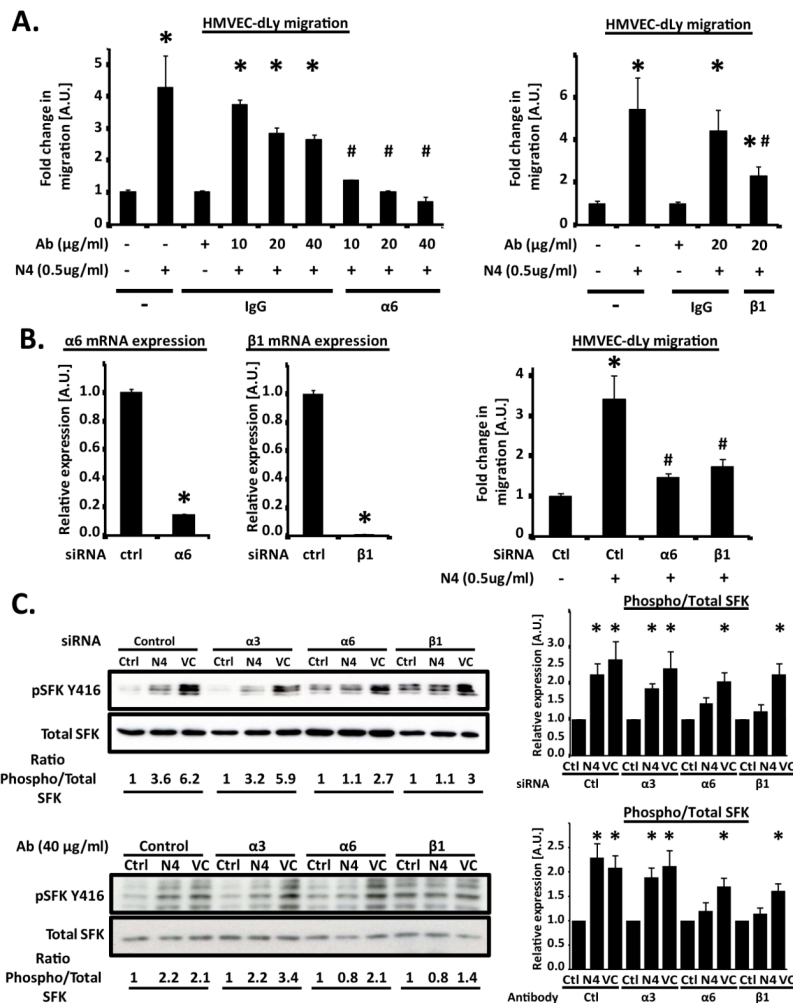 A.
HMVEC-dLy migration
Fold change in
migration [A.U.]
5
4
3
2
1
0
*
* * *
# # #
Ab (µg/ml) - - + 10 20 40 10 20 40
N4 (0.5ug/ml) - + - + + + + + +
- IgG α6
HMVEC-dLy migration
Fold change in
migration [A.U.]
8
6
4
2
0
* * * #
Ab (µg/ml) - - + 20 20
N4 (0.5ug/ml) - + - + +
- IgG β1
B.
α6 mRNA expression
Relative expression [A.U.]
1.0
0.8
0.6
0.4
0.2
0.0
*
siRNA ctrl α6
β1 mRNA expression
Relative expression [A.U.]
1.0
0.8
0.6
0.4
0.2
0.0
*
siRNA ctrl β1
HMVEC-dLy migration
Fold change in
migration [A.U.]
4
3
2
1
0
*
# #
SiRNA Ctl Ctl α6 β1
N4 (0.5ug/ml) - + + +
C.
siRNA Control α3 α6 β1
Ctrl N4 VC Ctrl N4 VC Ctrl N4 VC Ctrl N4 VC
pSFK Y416
Total SFK
Ratio
Phospho/Total
SFK
1 3.6 6.2 1 3.2 5.9 1 1.1 2.7 1 1.1 3
Phospho/Total SFK
Relative expression [A.U.]
3.0
2.5
2.0
1.5
1.0
0.5
0.0
* * * * * *
Ctl N4 VC Ctl N4 VC Ctl N4 VC Ctl N4 VC
siRNA Ctl α3 α6 β1
Ab (40 µg/ml) Control α3 α6 β1
Ctrl N4 VC Ctrl N4 VC Ctrl N4 VC Ctrl N4 VC
pSFK Y416
Total SFK
Ratio
Phospho/Total
SFK
1 2.2 2.1 1 2.2 3.4 1 0.8 2.1 1 0.8 1.4
Phospho/Total SFK
Relative expression [A.U.]
2.5
2.0
1.5
1.0
0.5
0.0
* * * * * *
Ctl N4 VC Ctl N4 VC Ctl N4 VC Ctl N4 VC
Antibody Ctl α3 α6 β1